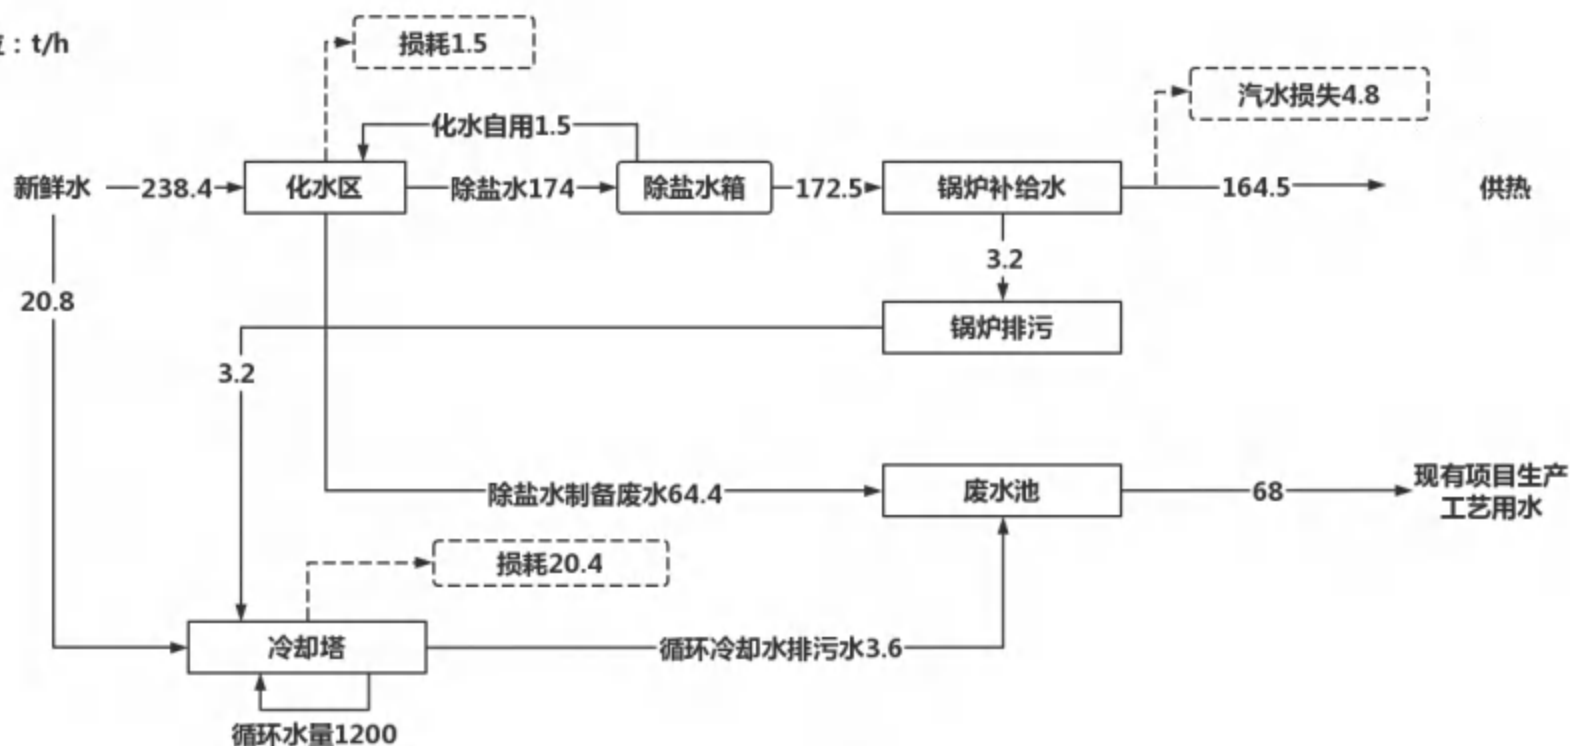 ：t/h
损耗1.5
汽水损失4.8
化水自用1.5
新鲜水
238.4
化水区
除盐水174
除盐水箱
172.5
锅炉补给水
164.5
供热
3.2
20.8
锅炉排污
3.2
除盐水制备废水64.4
废水池
68
现有项目生产
工艺用水
损耗20.4
冷却塔
循环冷却水排污水3.6
循环水量1200